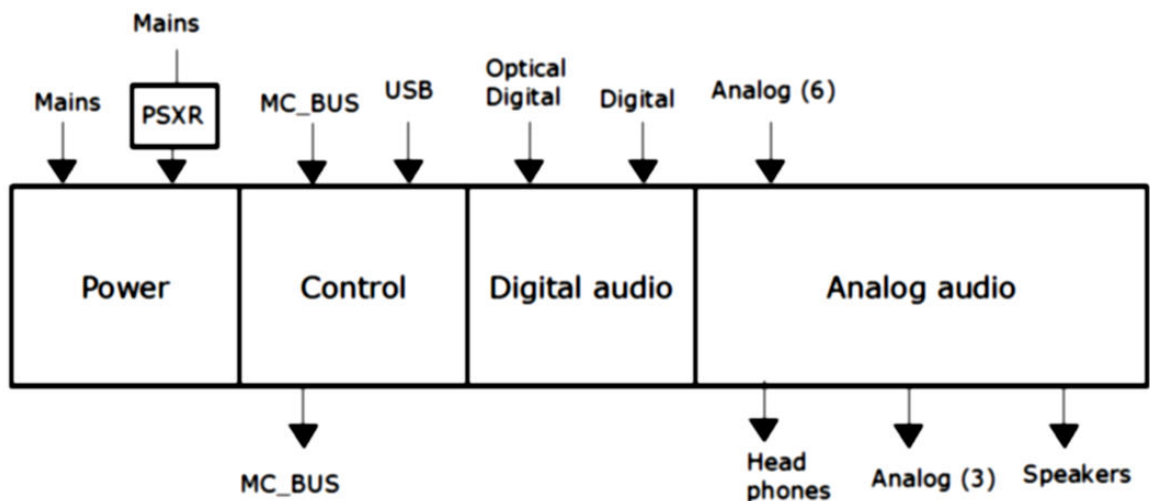 Mains
Mains
PSXR
MC_BUS
USB
Optical
Digital
Digital
Analog (6)
Power
Control
Digital audio
Analog audio
MC_BUS
Head
phones
Analog (3)
Speakers